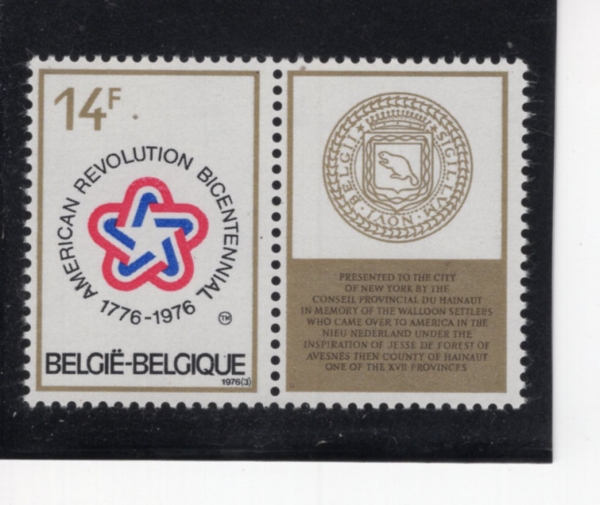 14F
AMERICAN REVOLUTION BICENTENNIAL
1776-1976
TM
BELGIË-BELGIQUE
1976(3)
SIGILLVM · NOVI · BELGII
PRESENTED TO THE CITY
OF NEW YORK BY THE
CONSEIL PROVINCIAL DU HAINAUT
IN MEMORY OF THE WALLOON SETTLERS
WHO CAME OVER TO AMERICA IN THE
NIEU NEDERLAND UNDER THE
INSPIRATION OF JESSE DE FOREST OF
AVESNES THEN COUNTY OF HAINAUT
ONE OF THE XVII PROVINCES